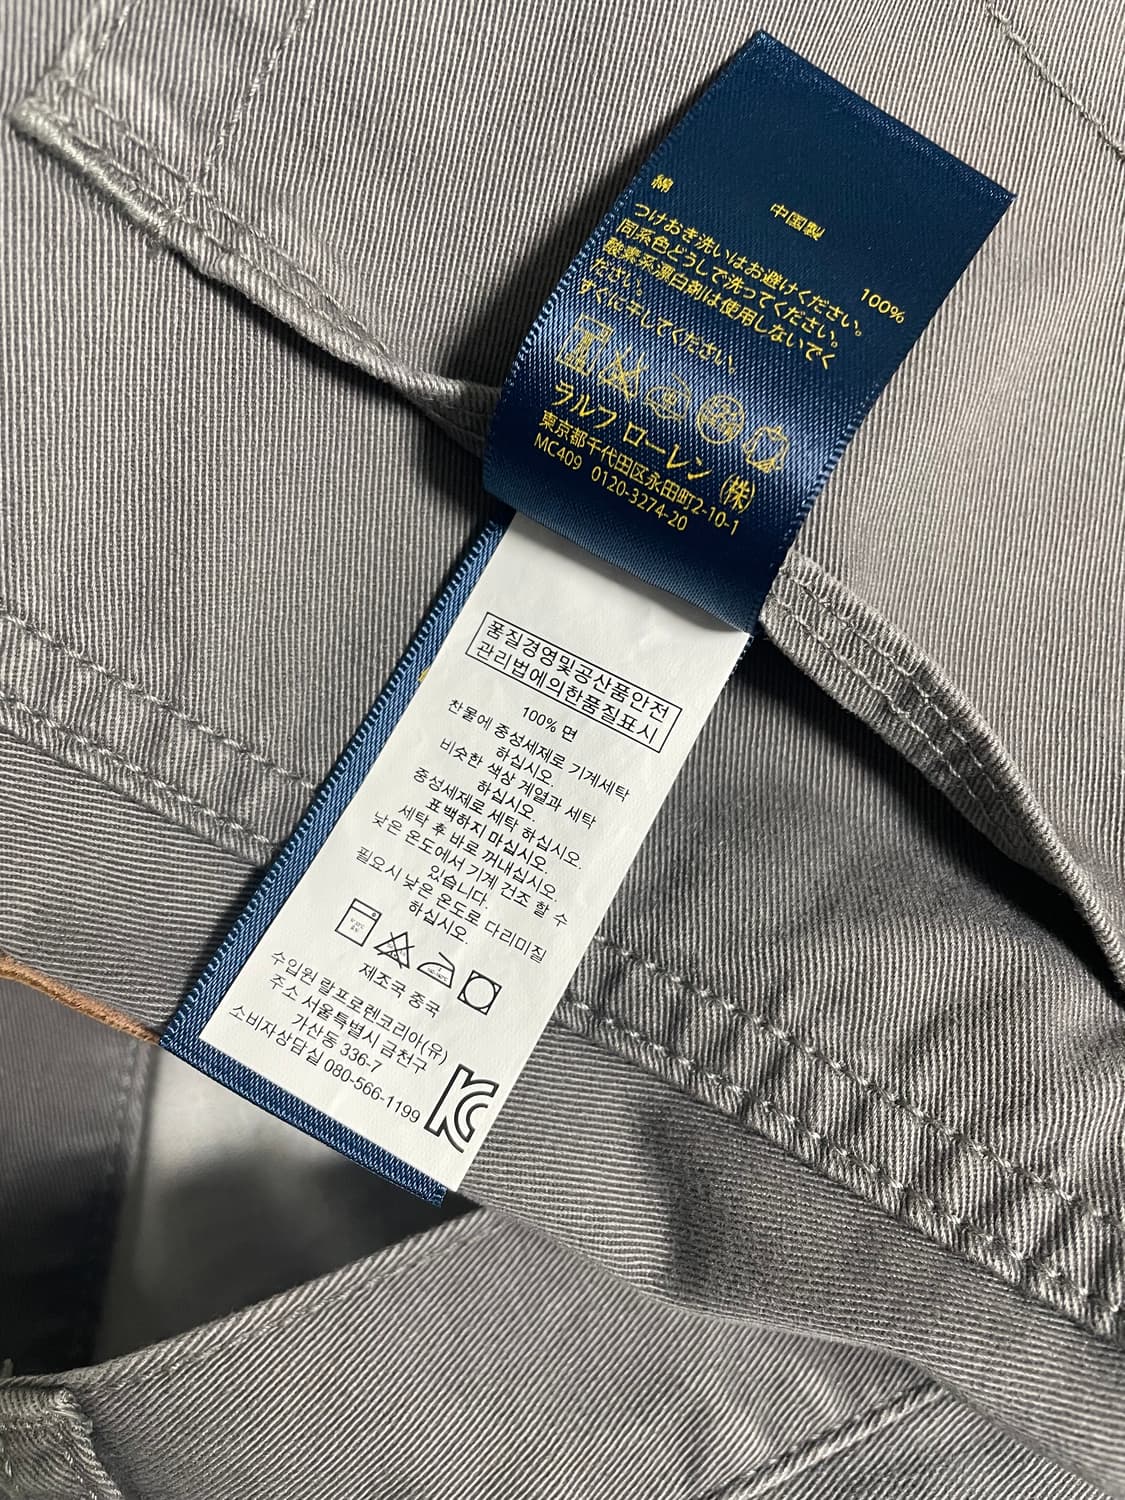 中国製
綿 100%
つけおき洗いはお避けください。
同系色どうしで洗ってください。
酸素系漂白剤は使用しないでく
ださい。
すぐに干してください。
ラルフ ローレン (株)
東京都千代田区永田町2-10-1
MC409 0120-3274-20
품질경영및공산품안전
관리법에의한품질표시
100% 면
찬물에 중성세제로 기계세탁
하십시오.
비슷한 색상 계열과 세탁
하십시오.
중성세제로 세탁 하십시오.
표백하지 마십시오.
세탁 후 바로 꺼내십시오.
낮은 온도에서 기계 건조 할 수
있습니다.
필요시 낮은 온도로 다리미질
하십시오.
제조국 중국
수입원 랄프로렌코리아(유)
주소 서울특별시 금천구
가산동 336-7
소비자상담실 080-566-1199